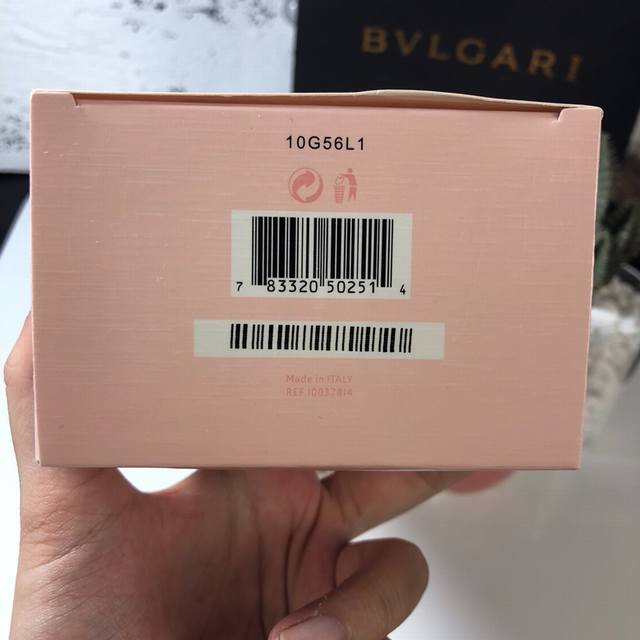 BVLGARI
10G56L1
7 83320 50251 4
Made in ITALY
REF.10037814